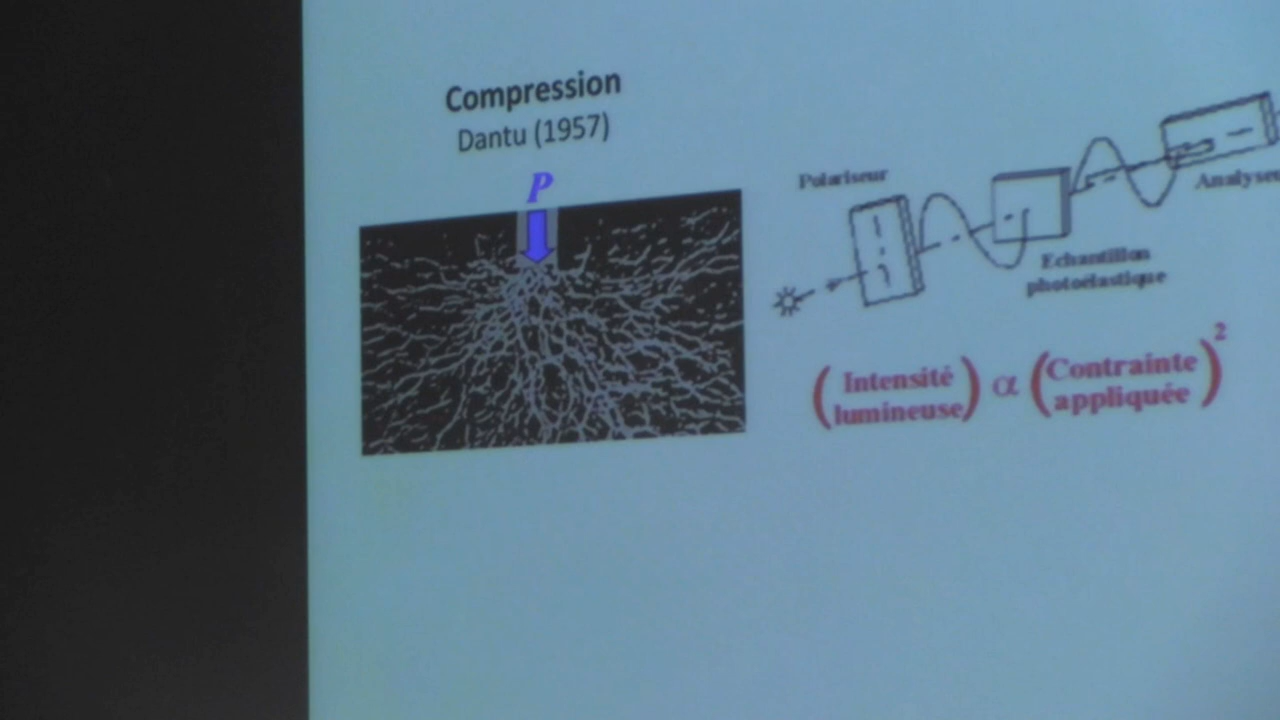 Compression
Dantu (1957)
P
Polariseur
Echantillon
photoélastique
(Intensité lumineuse) α (Contrainte appliquée)²